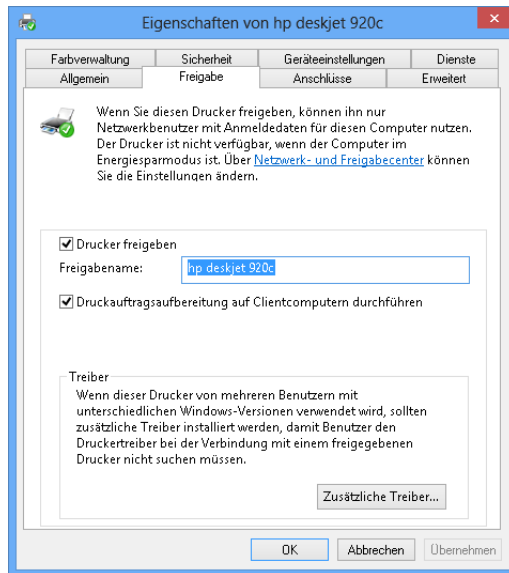 Eigenschaften von hp deskjet 920c
Farbverwaltung Sicherheit Geräteeinstellungen Dienste
Allgemein Freigabe Anschlüsse Erweitert
Wenn Sie diesen Drucker freigeben, können ihn nur
Netzwerkbenutzer mit Anmeldedaten für diesen Computer nutzen.
Der Drucker ist nicht verfügbar, wenn der Computer im
Energiesparmodus ist. Über Netzwerk- und Freigabecenter können
Sie die Einstellungen ändern.
Drucker freigeben
Freigabename: hp deskjet 920c
Druckauftragsaufbereitung auf Clientcomputern durchführen
Treiber
Wenn dieser Drucker von mehreren Benutzern mit
unterschiedlichen Windows-Versionen verwendet wird, sollten
zusätzliche Treiber installiert werden, damit Benutzer den
Druckertreiber bei der Verbindung mit einem freigegebenen
Drucker nicht suchen müssen.
Zusätzliche Treiber...
OK Abbrechen Übernehmen